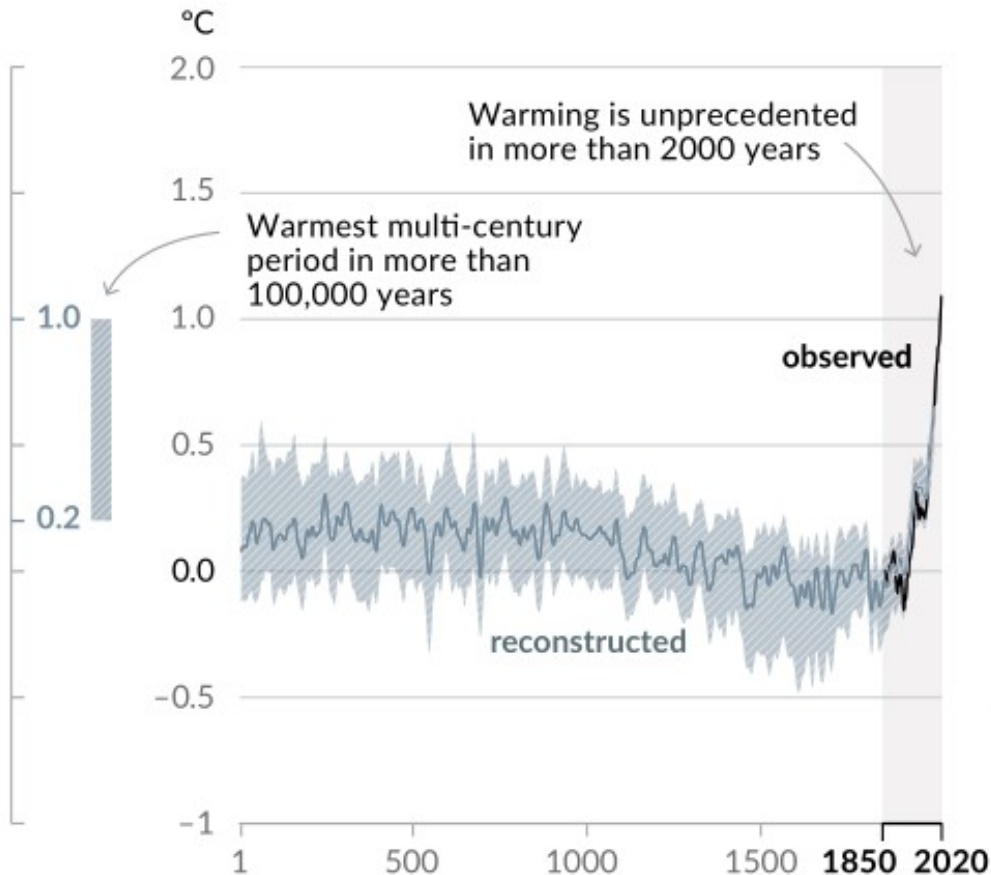 °C
2.0
Warming is unprecedented
in more than 2000 years
1.5
Warmest multi-century
period in more than
100,000 years
1.0
1.0
observed
0.5
0.2
0.0
reconstructed
–0.5
–1
1 500 1000 1500 1850 2020